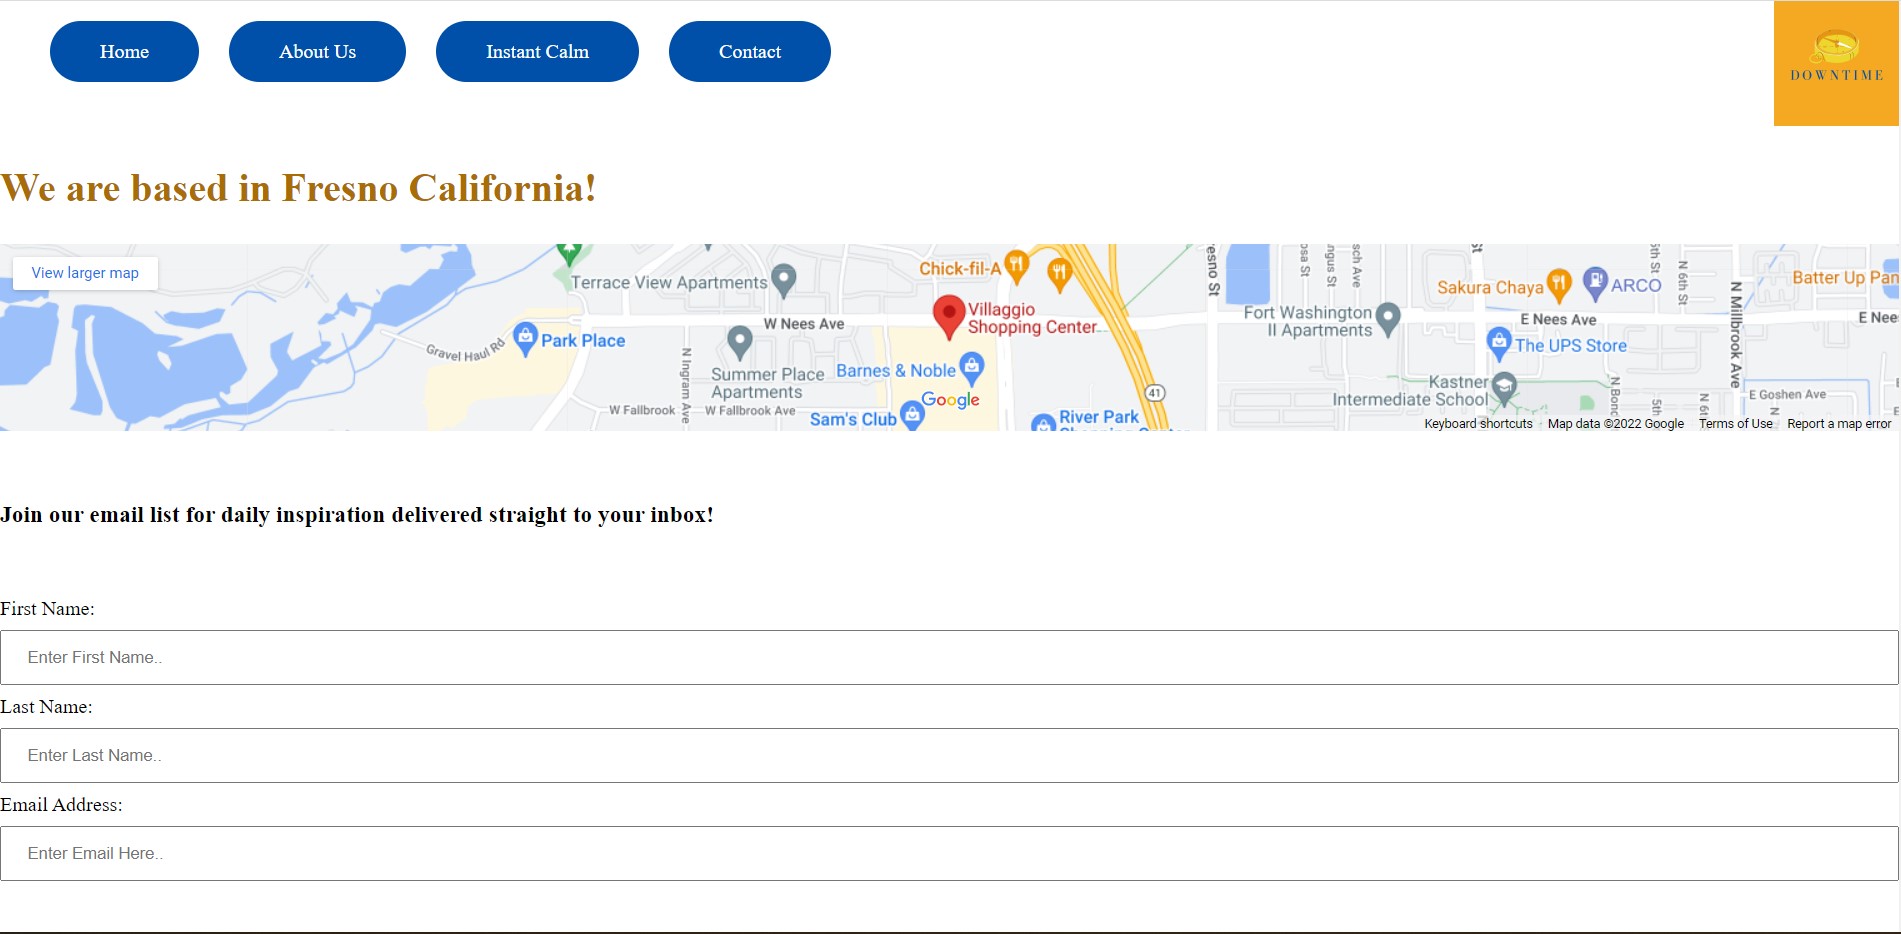 Home
About Us
Instant Calm
Contact
DOWNTIME
We are based in Fresno California!
View larger map
Terrace View Apartments
Chick-fil-A
Villaggio
Shopping Center
W Nees Ave
Gravel Haul Rd
Park Place
N Ingram Ave
Summer Place
Apartments
Barnes & Noble
Google
W Fallbrook
W Fallbrook Ave
Sam's Club
River Park
41
Fort Washington
II Apartments
Sakura Chaya
ARCO
N 6th St
N Millbrook Ave
Batter Up Pan
E Nees Ave
E Nee
The UPS Store
Kastner
Intermediate School
E Goshen Ave
Keyboard shortcuts
Map data ©2022 Google
Terms of Use
Report a map error
Join our email list for daily inspiration delivered straight to your inbox!
First Name:
Enter First Name..
Last Name:
Enter Last Name..
Email Address:
Enter Email Here..